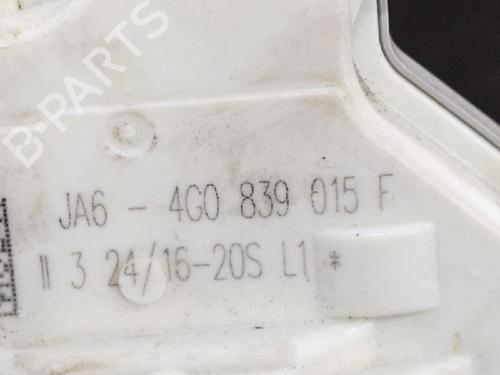 B-PARTS
JA6 - 4G0 839 015 F
II 3 24/16-20S L1 *